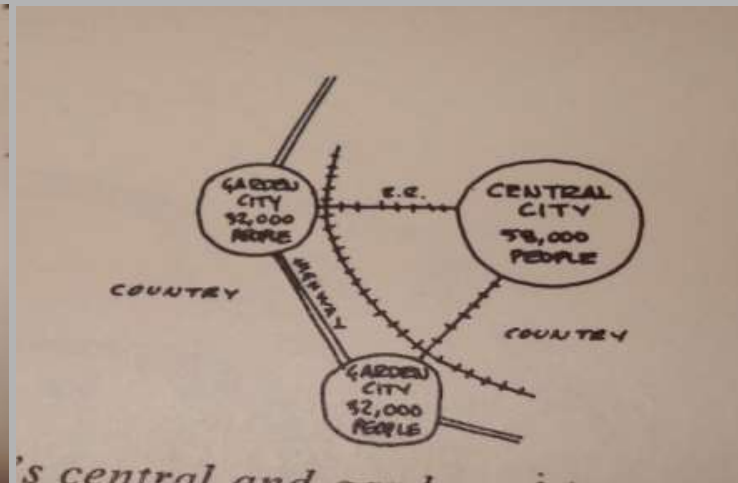 GARDEN
CITY
32,000
PEOPLE
R.R.
CENTRAL
CITY
58,000
PEOPLE
HIGHWAY
COUNTRY
COUNTRY
GARDEN
CITY
32,000
PEOPLE
's central and garden